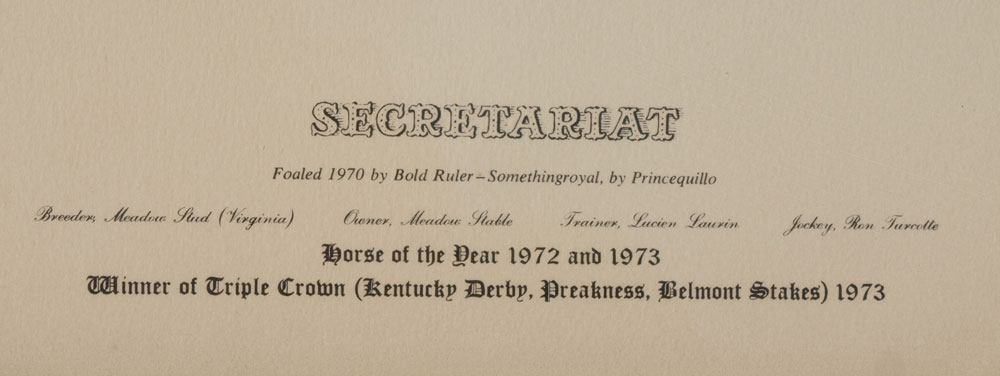 SECRETARIAT
Foaled 1970 by Bold Ruler – Somethingroyal, by Princequillo
Breeder, Meadow Stud (Virginia) Owner, Meadow Stable Trainer, Lucien Laurin Jockey, Ron Turcotte
Horse of the Year 1972 and 1973
Winner of Triple Crown (Kentucky Derby, Preakness, Belmont Stakes) 1973